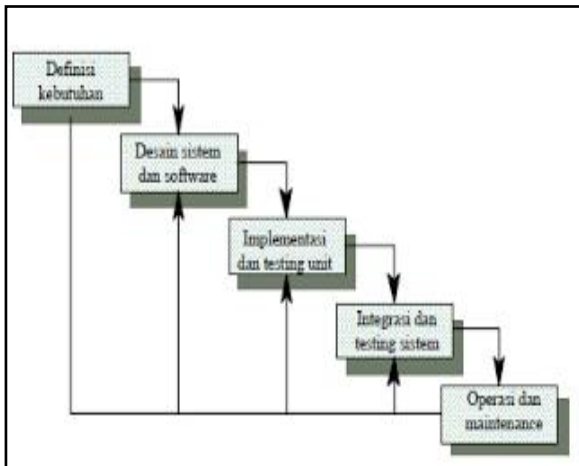 Definisi
kebutuhan
Desain sistem
dan software
Implementasi
dan testing unit
Integrasi dan
testing sistem
Operasi dan
maintenance